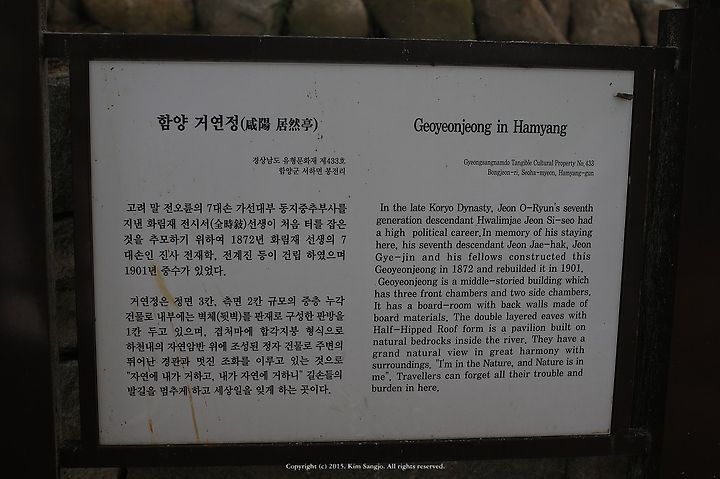 함양 거연정(咸陽 居然亭)
경상남도 유형문화재 제433호
함양군 서하면 봉전리
고려 말 전오륜의 7대손 가선대부 동지중추부사를
지낸 화림재 전시서(全時敍)선생이 처음 터를 잡은
것을 추모하기 위하여 1872년 화림재 선생의 7
대손인 진사 전재학, 전계진 등이 건립 하였으며
1901년 중수가 있었다.
거연정은 정면 3칸, 측면 2칸 규모의 중층 누각
건물로 내부에는 벽체(뒷벽)를 판재로 구성한 판방을
1칸 두고 있으며, 겹처마에 합각지붕 형식으로
하천내의 자연암반 위에 조성된 정자 건물로 주변의
뛰어난 경관과 멋진 조화를 이루고 있는 것으로
"자연에 내가 거하고, 내가 자연에 거하니" 길손들의
발길을 멈추게 하고 세상일을 잊게 하는 곳이다.
Geoyeonjeong in Hamyang
Gyeongsangnamdo Tangible Cultural Property No.433
Bongjeon-ri, Seoha-myeon, Hamyang-gun
In the late Koryo Dynasty, Jeon O-Ryun's seventh
generation descendant Hwalimjae Jeon Si-seo had
a high political career.In memory of his staying
here, his seventh descendant Jeon Jae-hak, Jeon
Gye-jin and his fellows constructed this
Geoyeonjeong in 1872 and rebuilded it in 1901.
Geoyeonjeong is a middle-storied building which
has three front chambers and two side chambers.
It has a board-room with back walls made of
board materials. The double layered eaves with
Half-Hipped Roof form is a pavilion built on
natural bedrocks inside the river. They have a
grand natural view in great harmony with
surroundings. "I'm in the Nature, and Nature is in
me", Travellers can forget all their trouble and
burden in here.
Copyright (c) 2015. Kim Sangjo. All rights reserved.